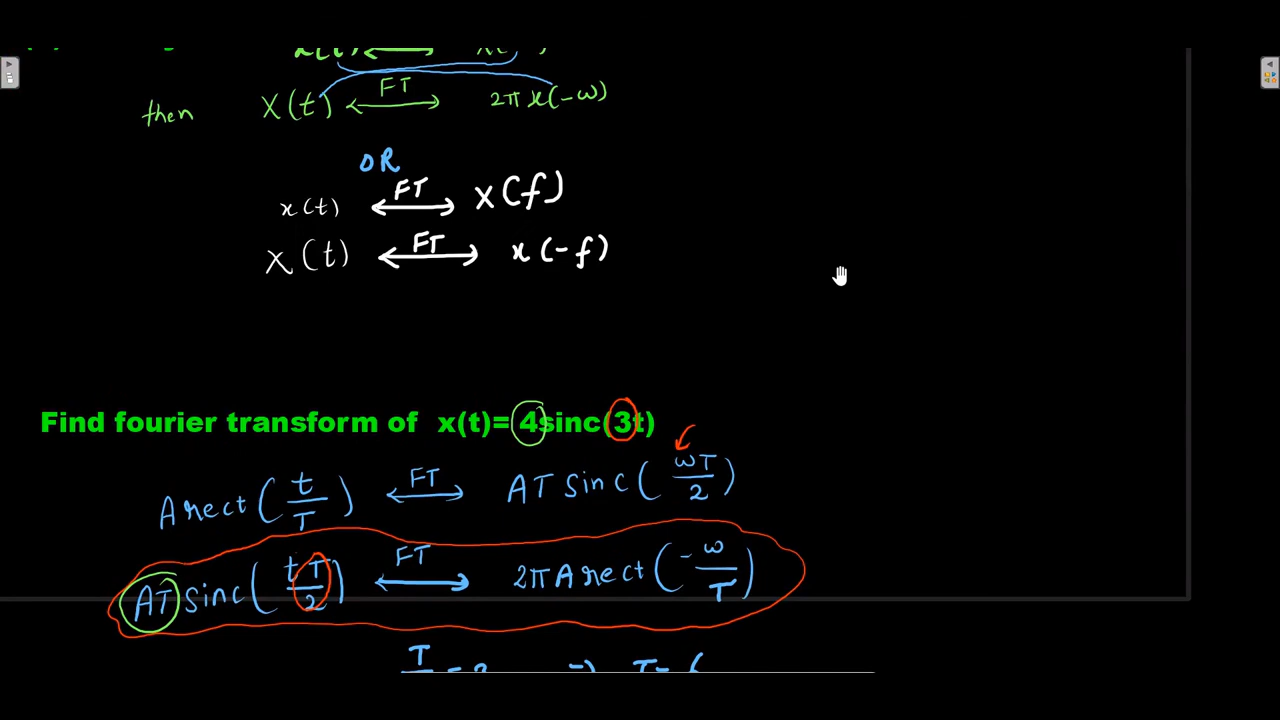 then X(t) ⟷ FT 2π x(-ω)
OR
x(t) ⟷ FT X(f)
X(t) ⟷ FT x(-f)
Find fourier transform of x(t)= 4sinc(3t)
A rect(t/T) ⟷ FT AT Sinc(ωT/2)
AT Sinc(tT/2) ⟷ FT 2πA rect(-ω/T)